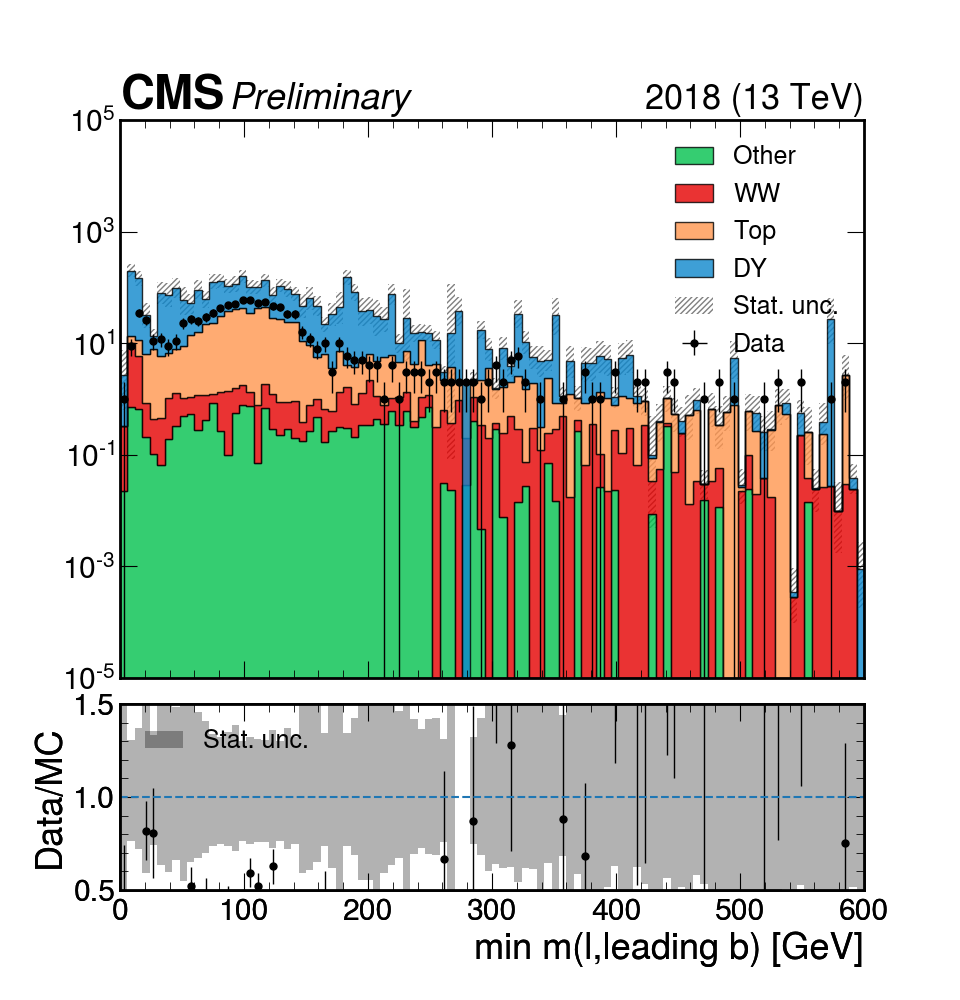 CMS Preliminary 2018 (13 TeV)
10^5
10^3
10^1
10^-1
10^-3
10^-5
Other
WW
Top
DY
Stat. unc.
Data
Data/MC
1.5
1.0
0.5
Stat. unc.
0 100 200 300 400 500 600
min m(l,leading b) [GeV]